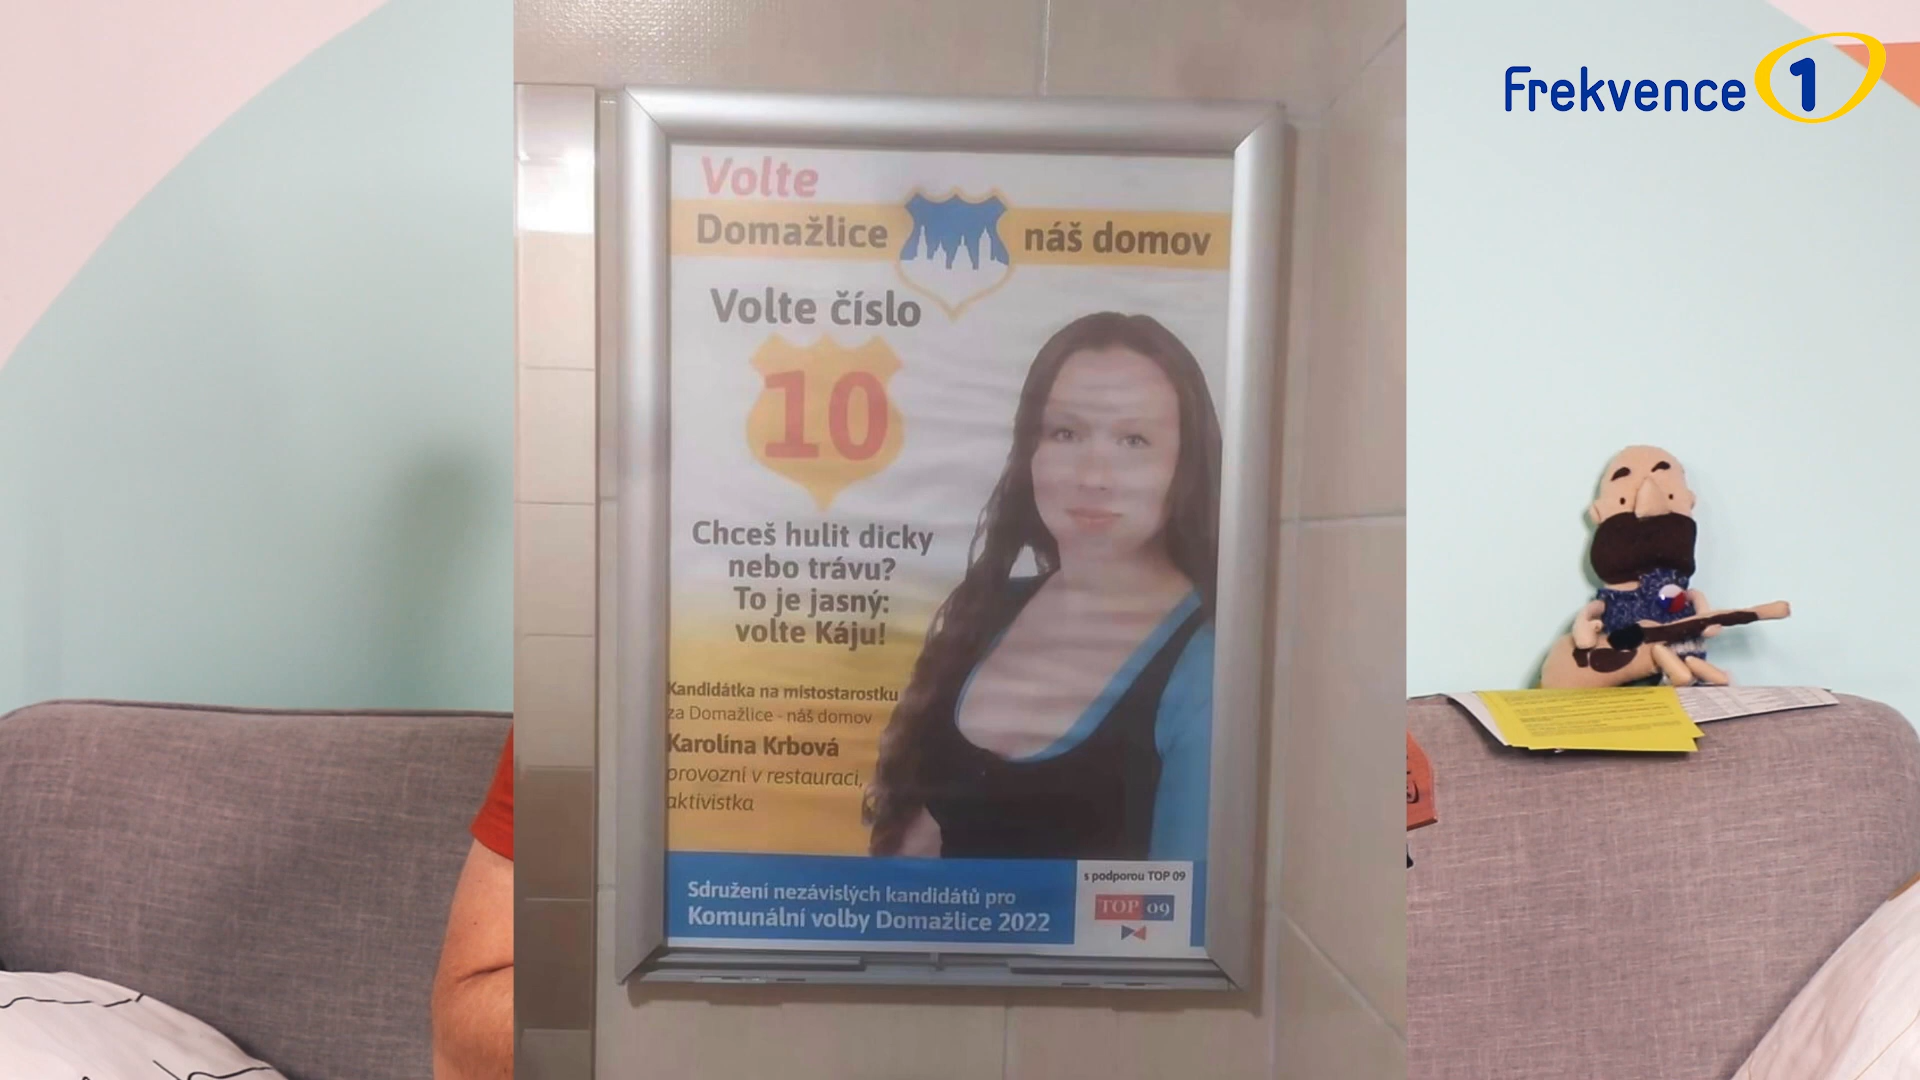 Frekvence 1
Volte
Domažlice náš domov
Volte číslo
10
Chceš hulit dicky
nebo trávu?
To je jasný:
volte Káju!
Kandidátka na místostarostku
za Domažlice - náš domov
Karolína Krbová
provozní v restauraci,
aktivistka
Sdružení nezávislých kandidátů pro
Komunální volby Domažlice 2022
s podporou TOP 09
TOP 09